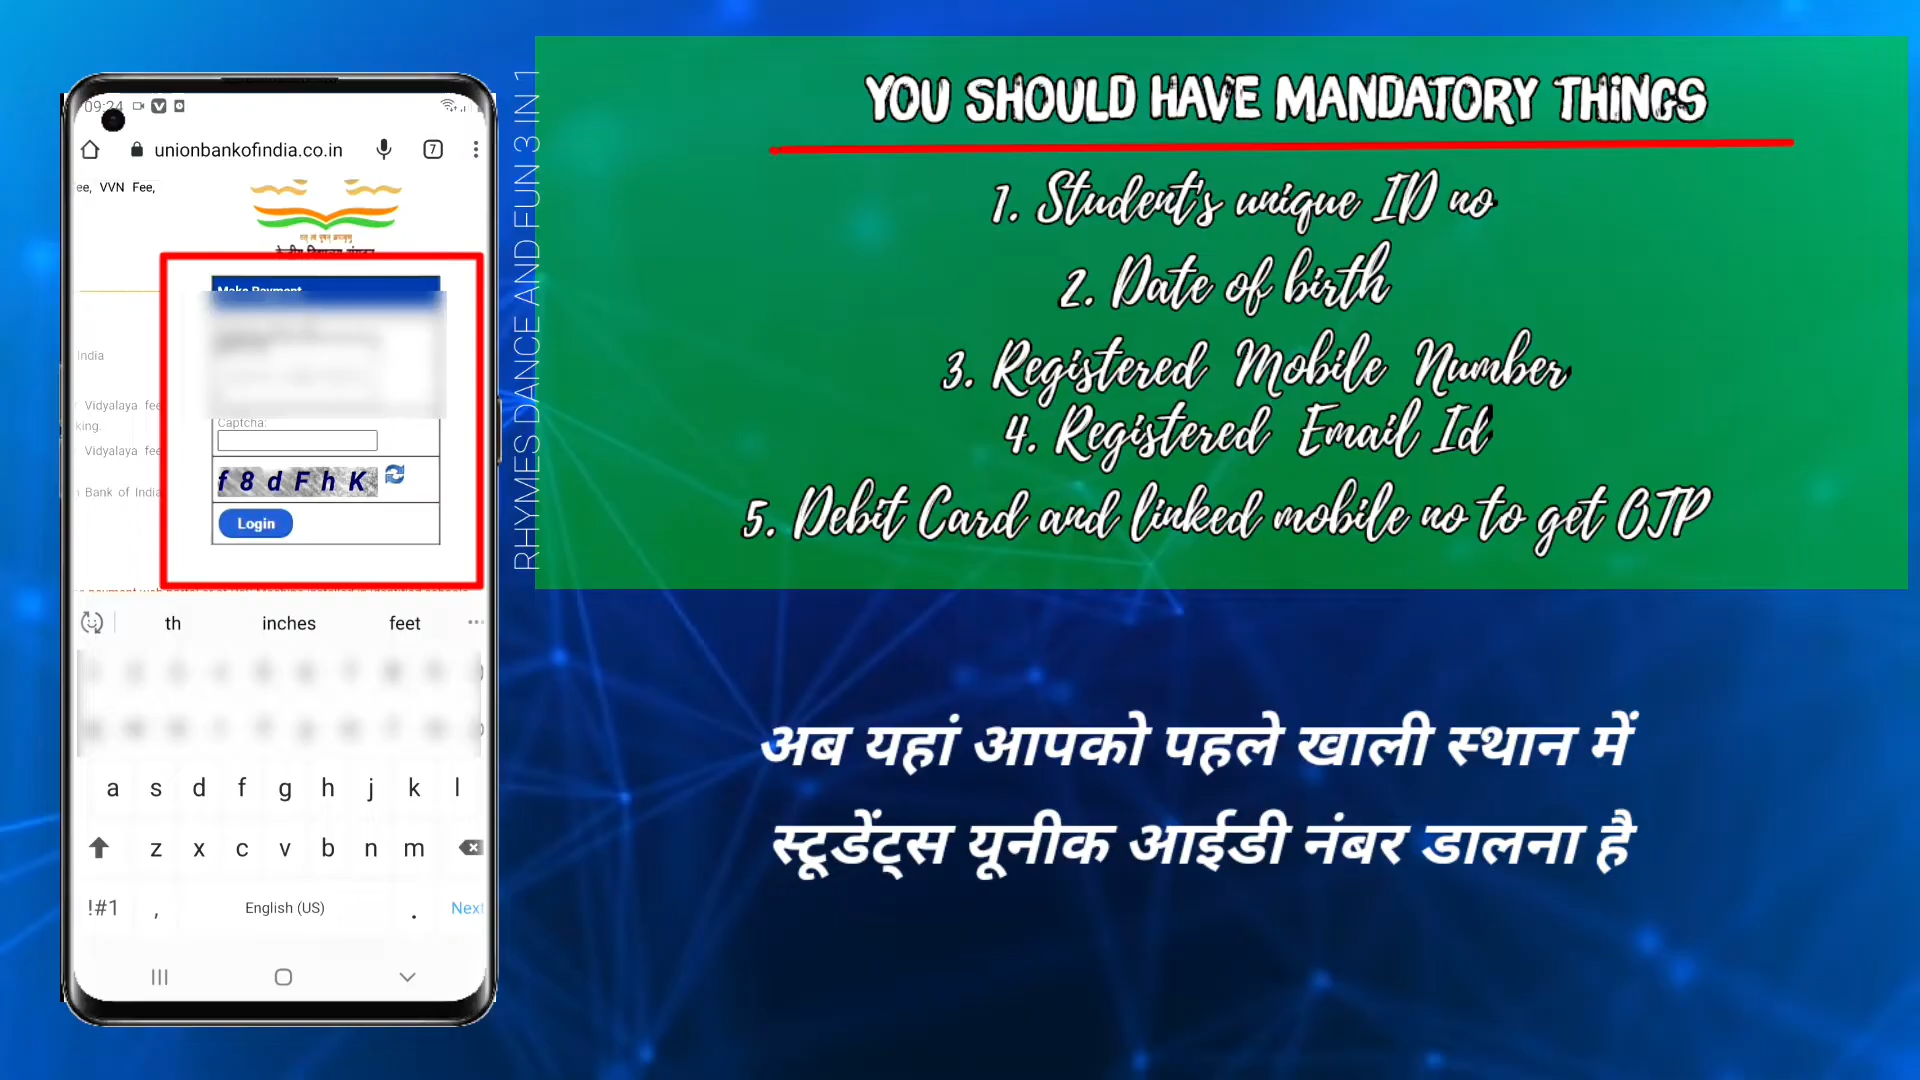 09:24
unionbankofindia.co.in
7
ee, VVN Fee,
Make Payment
India
Vidyalaya fee
king.
Vidyalaya fee
Bank of India
Captcha:
f 8 d F h K
Login
th inches feet
a s d f g h j k l
z x c v b n m
!#1 , English (US) . Next
RHYMES DANCE AND FUN 3 IN 1
YOU SHOULD HAVE MANDATORY THINGS
1. Student's unique ID no
2. Date of birth
3. Registered Mobile Number
4. Registered Email Id
5. Debit Card and linked mobile no to get OTP
अब यहां आपको पहले खाली स्थान में
स्टूडेंट्स यूनीक आईडी नंबर डालना है